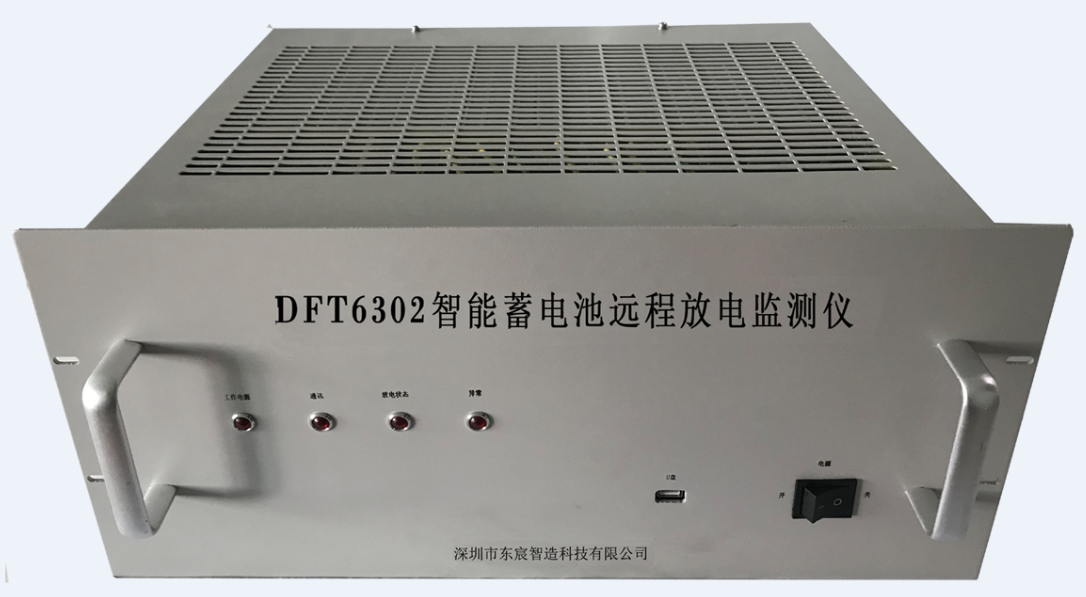 DFT6302智能蓄电池远程放电监测仪
工作电源 通讯 放电状态 异常
电源
U盘
开 关
深圳市东宸智造科技有限公司